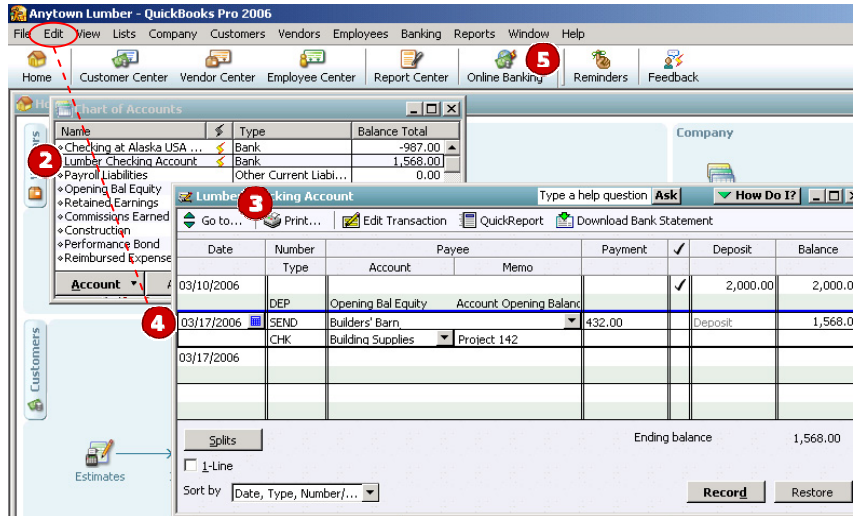 Anytown Lumber - QuickBooks Pro 2006
File Edit View Lists Company Customers Vendors Employees Banking Reports Window Help
5
Home Customer Center Vendor Center Employee Center Report Center Online Banking Reminders Feedback
Chart of Accounts
Company
Name Type Balance Total
Checking at Alaska USA ... Bank -987.00
2
Lumber Checking Account Bank 1,568.00
Payroll Liabilities Other Current Liabi... 0.00
Opening Bal Equity
Retained Earnings
Commissions Earned
Construction
Performance Bond
Reimbursed Expense
Account
Type a help question Ask How Do I?
3
Go to... Print... Edit Transaction QuickReport Download Bank Statement
Date Number Payee Payment ✓ Deposit Balance
Type Account Memo
03/10/2006 ✓ 2,000.00 2,000.0
DEP Opening Bal Equity Account Opening Balanc
4
03/17/2006 SEND Builders' Barn 432.00 Deposit 1,568.0
CHK Building Supplies Project 142
03/17/2006
Customers
Splits Ending balance 1,568.00
1-Line
Sort by Date, Type, Number/... Record Restore
Estimates